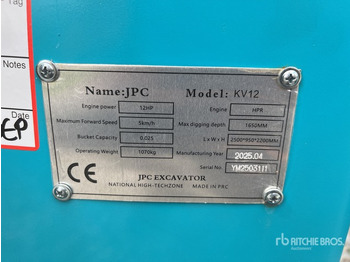 Tag
Notes
Date
EP
Name:JPC Model: KV12
Engine power 12HP Engine HPR
Maximum Forward Speed 5km/h Max digging depth 1650MM
Bucket Capacity 0.025 L x W x H 2500*950*2200MM
Operating Weight 1070kg Manufacturing Year 2025.04
Serial No. YM2503111
CE
JPC EXCAVATOR
NATIONAL HIGH-TECHZONE MADE IN PRC
RITCHIE BROS.